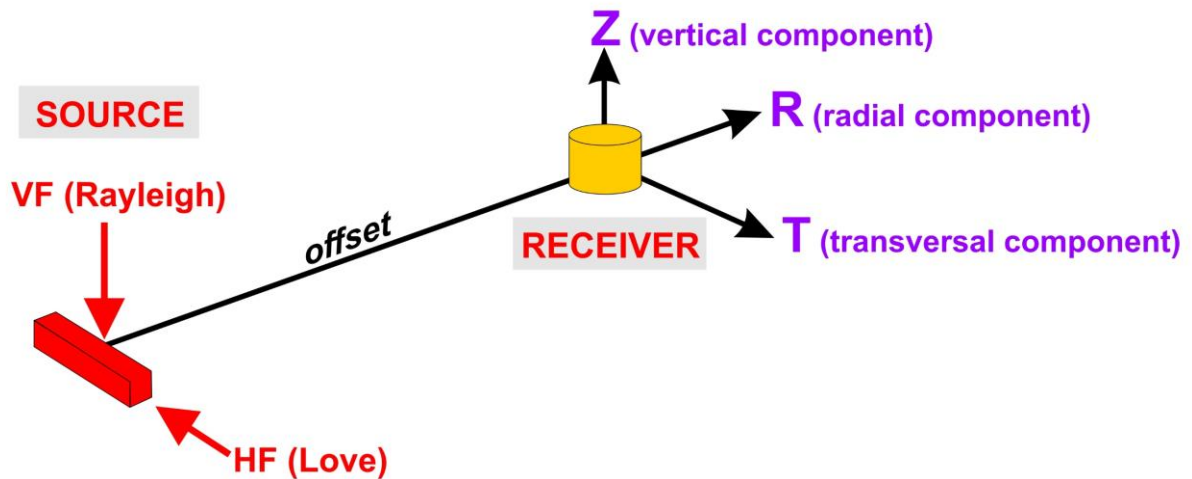 Z (vertical component)
SOURCE
R (radial component)
VF (Rayleigh)
offset
RECEIVER
T (transversal component)
HF (Love)